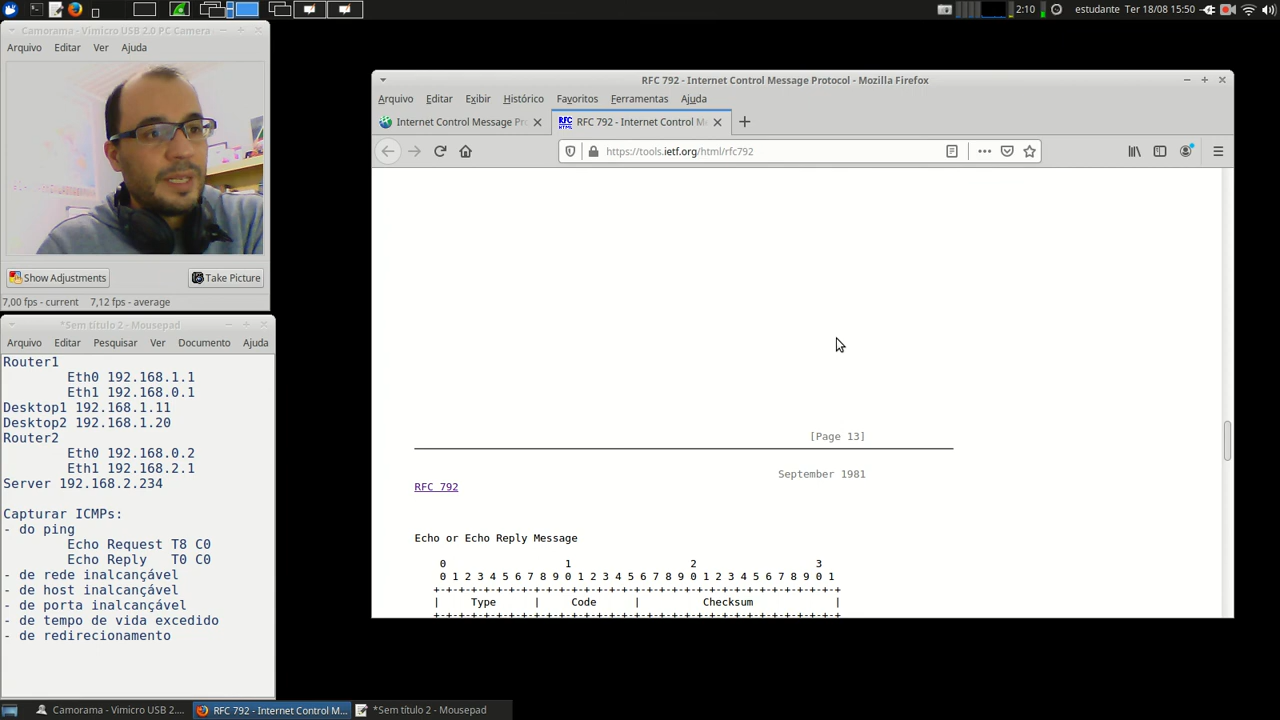 2:10 estudante Ter 18/08 15:50
Camorama - Vimicro USB 2.0 PC Camera
Arquivo Editar Ver Ajuda
Show Adjustments Take Picture
7,00 fps - current 7,12 fps - average
*Sem título 2 - Mousepad
Arquivo Editar Pesquisar Ver Documento Ajuda
Router1
Eth0 192.168.1.1
Eth1 192.168.0.1
Desktop1 192.168.1.11
Desktop2 192.168.1.20
Router2
Eth0 192.168.0.2
Eth1 192.168.2.1
Server 192.168.2.234
Capturar ICMPs:
- do ping
Echo Request T8 C0
Echo Reply T0 C0
- de rede inalcançável
- de host inalcançável
- de porta inalcançável
- de tempo de vida excedido
- de redirecionamento
RFC 792 - Internet Control Message Protocol - Mozilla Firefox
Arquivo Editar Exibir Histórico Favoritos Ferramentas Ajuda
Internet Control Message Pr RFC HTML RFC 792 - Internet Control Me
https://tools.ietf.org/html/rfc792
[Page 13]
September 1981
RFC 792
Echo or Echo Reply Message
0 1 2 3
0 1 2 3 4 5 6 7 8 9 0 1 2 3 4 5 6 7 8 9 0 1 2 3 4 5 6 7 8 9 0 1
+-+-+-+-+-+-+-+-+-+-+-+-+-+-+-+-+-+-+-+-+-+-+-+-+-+-+-+-+-+-+-+-+
| Type | Code | Checksum |
+-+-+-+-+-+-+-+-+-+-+-+-+-+-+-+-+-+-+-+-+-+-+-+-+-+-+-+-+-+-+-+-+
Camorama - Vimicro USB 2.... RFC 792 - Internet Control M... *Sem título 2 - Mousepad